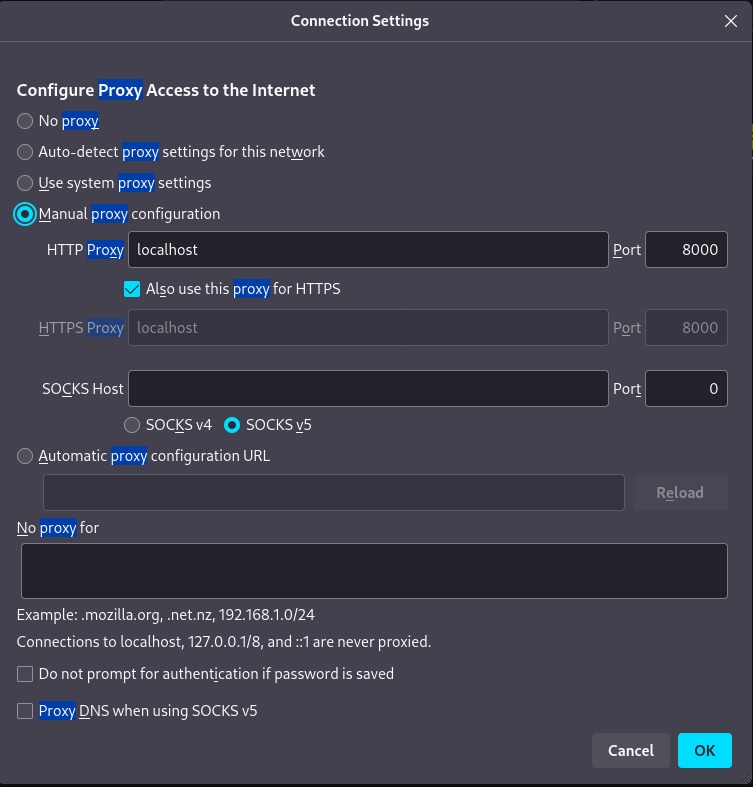 Connection Settings
Configure Proxy Access to the Internet
No proxy
Auto-detect proxy settings for this network
Use system proxy settings
Manual proxy configuration
HTTP Proxy localhost Port 8000
Also use this proxy for HTTPS
HTTPS Proxy localhost Port 8000
SOCKS Host Port 0
SOCKS v4 SOCKS v5
Automatic proxy configuration URL
Reload
No proxy for
Example: .mozilla.org, .net.nz, 192.168.1.0/24
Connections to localhost, 127.0.0.1/8, and ::1 are never proxied.
Do not prompt for authentication if password is saved
Proxy DNS when using SOCKS v5
Cancel OK